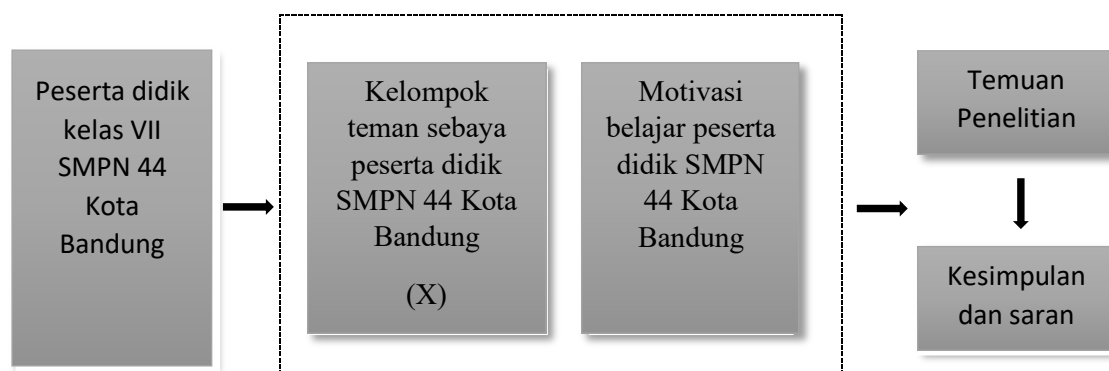 Peserta didik
kelas VII
SMPN 44
Kota
Bandung
Kelompok
teman sebaya
peserta didik
SMPN 44 Kota
Bandung
(X)
Motivasi
belajar peserta
didik SMPN
44 Kota
Bandung
Temuan
Penelitian
Kesimpulan
dan saran